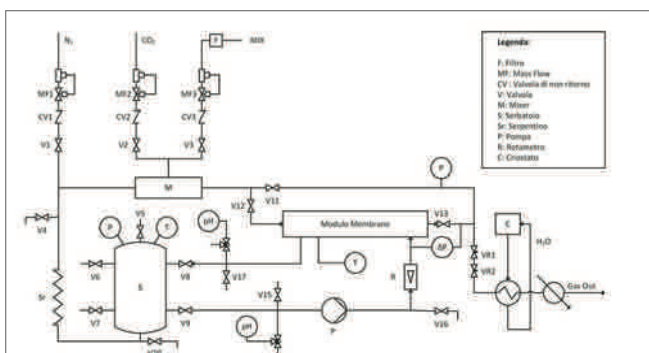 N₂
CO₂
F
MIX
MF1
MF2
MF3
CV1
CV2
CV3
V1
V2
V3
M
V4
V5
P
T
V6
V8
S
V7
V9
Sr
V20
pH
V17
V12
V11
Modulo Membrane
V13
P
ΔP
T
R
V15
pH
P
V16
VR1
VR2
C
H₂O
Gas Out
Legenda:
F: Filtro
MF: Mass Flow
CV : Valvola di non ritorno
V: Valvola
M: Mixer
S: Serbatoio
Sr: Serpentino
P: Pompa
R: Rotametro
C: Criostato